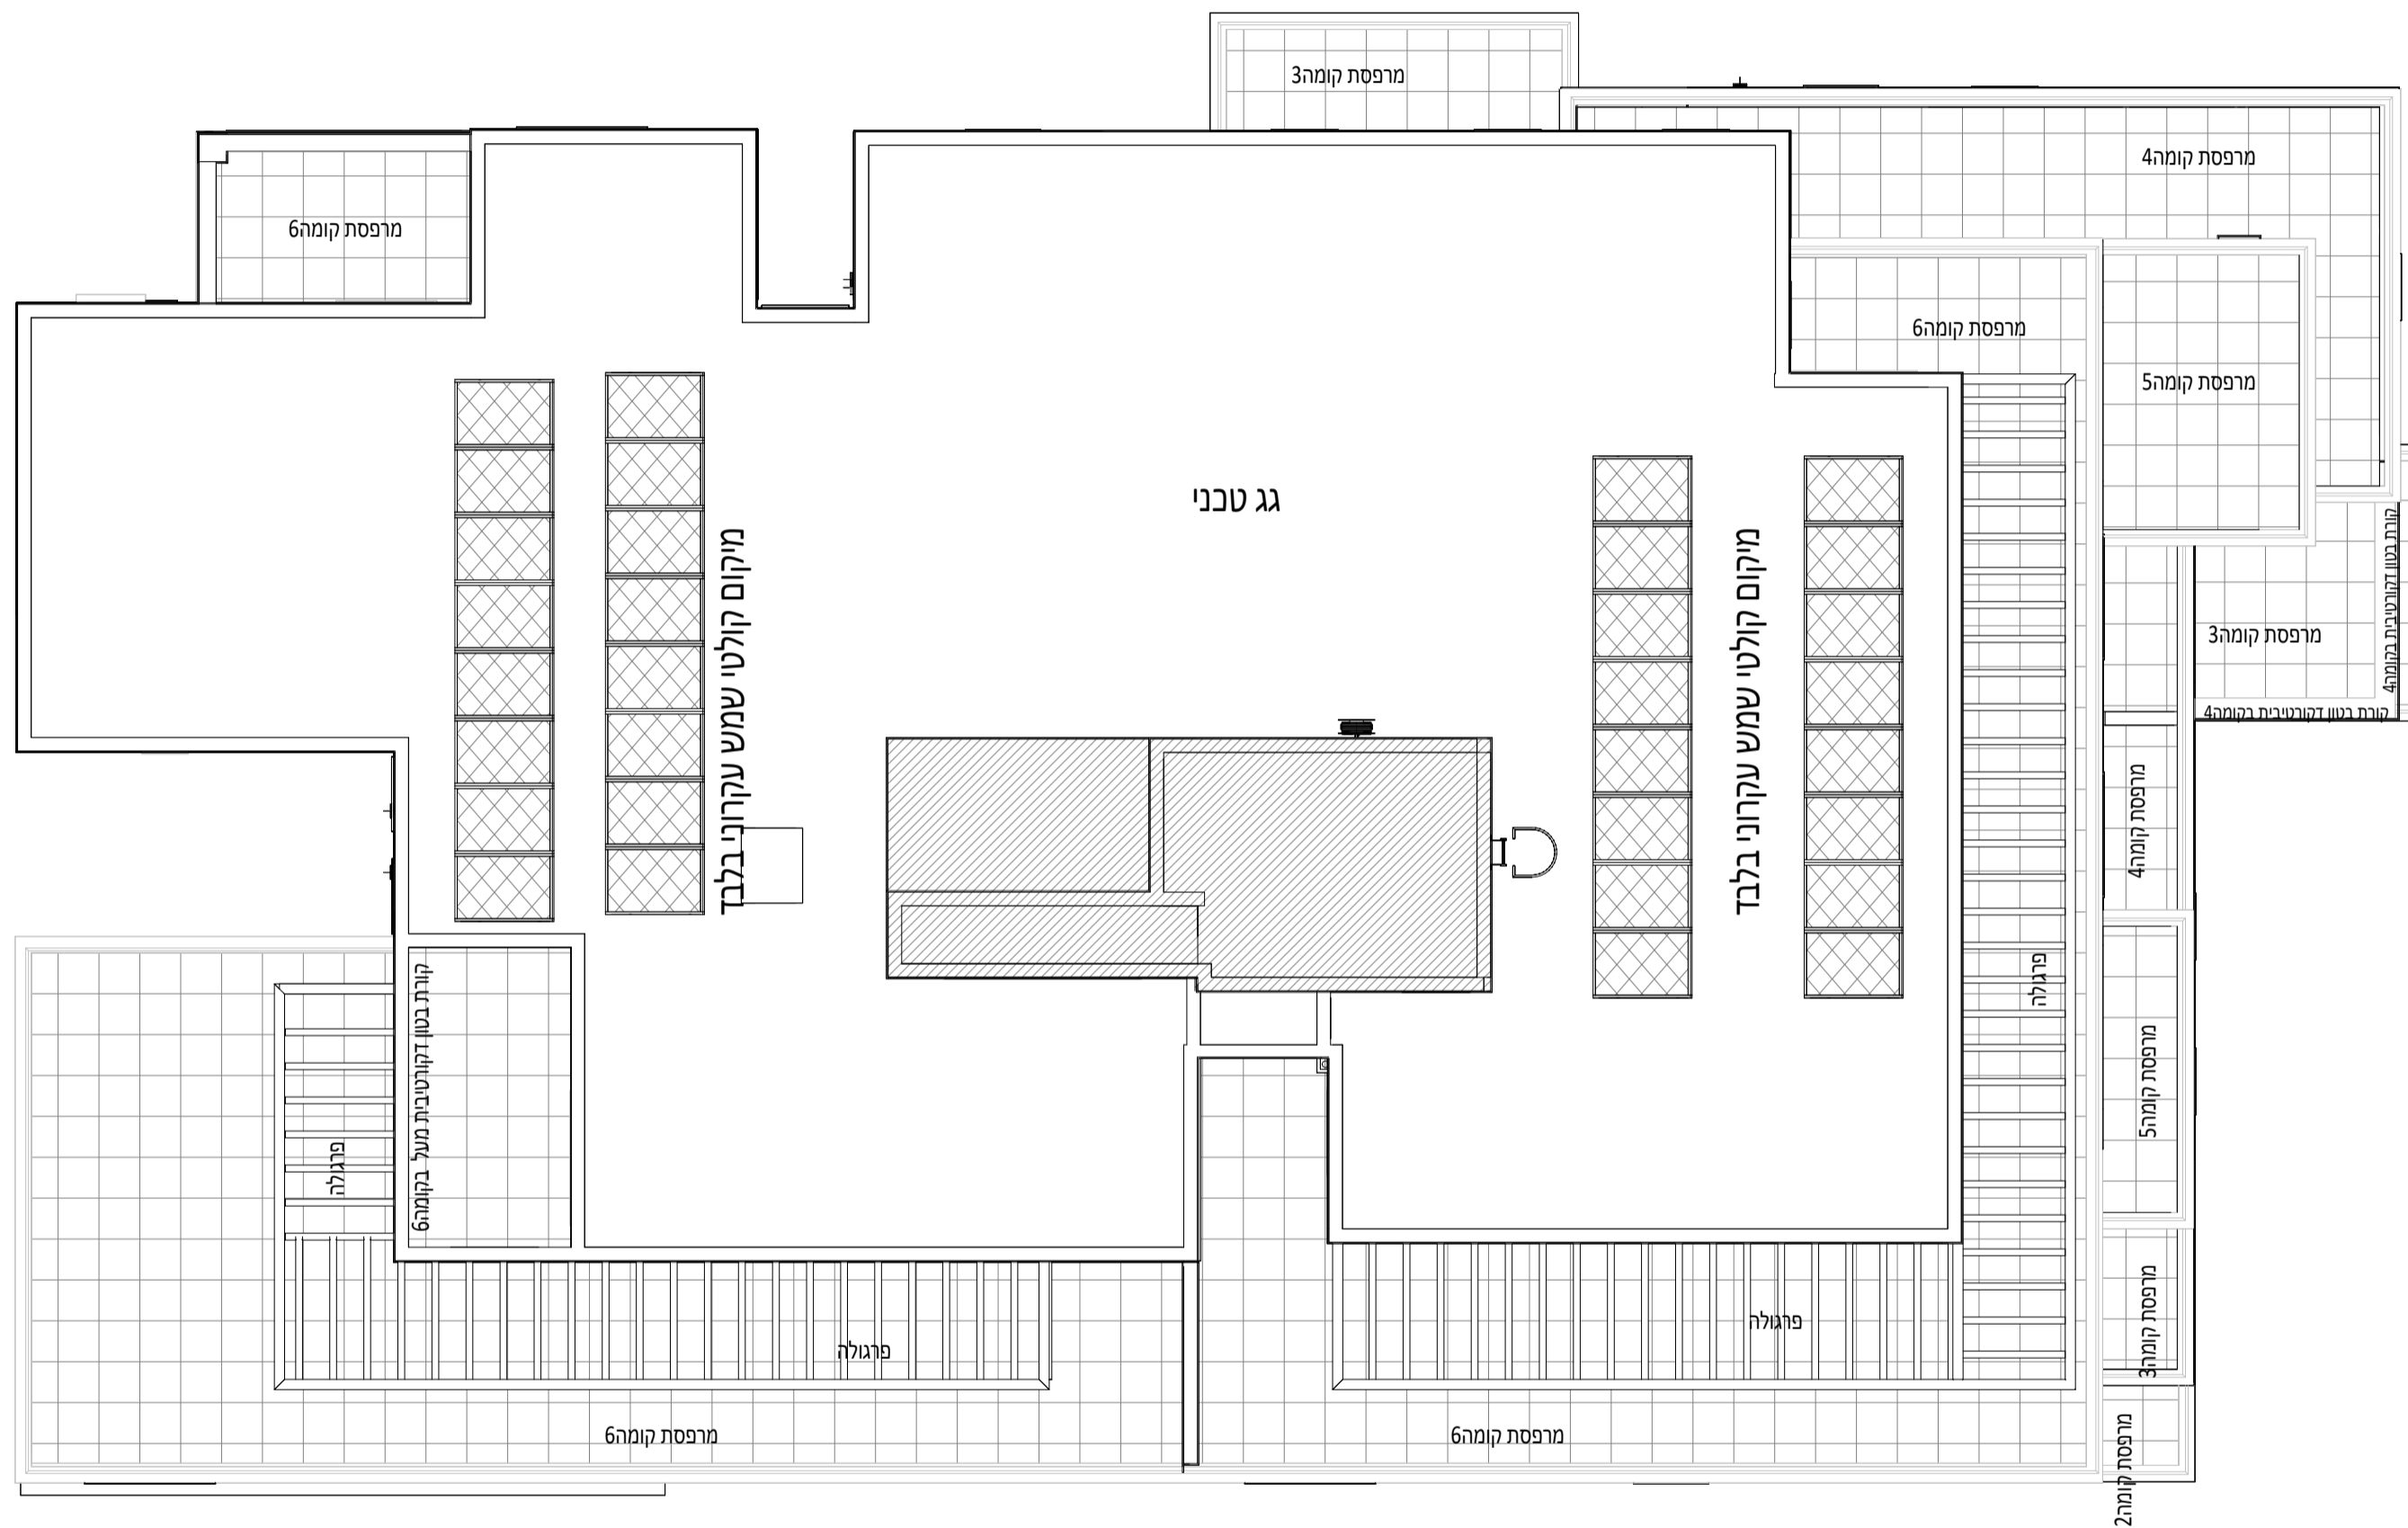 מרפסת קומה3
מרפסת קומה4
מרפסת קומה6
מרפסת קומה6
מרפסת קומה5
גג טכני
מיקום קולטי שמש עקרוני בלבד
מיקום קולטי שמש עקרוני בלבד
קורת בטון דקורטיבית בקומה4
מרפסת קומה3
קורת בטון דקורטיבית בקומה4
מרפסת קומה4
פרגולה
קורת בטון דקורטיבית מעל בקומה6
פרגולה
מרפסת קומה5
מרפסת קומה3
פרגולה
פרגולה
מרפסת קומה6
מרפסת קומה6
מרפסת קומה2